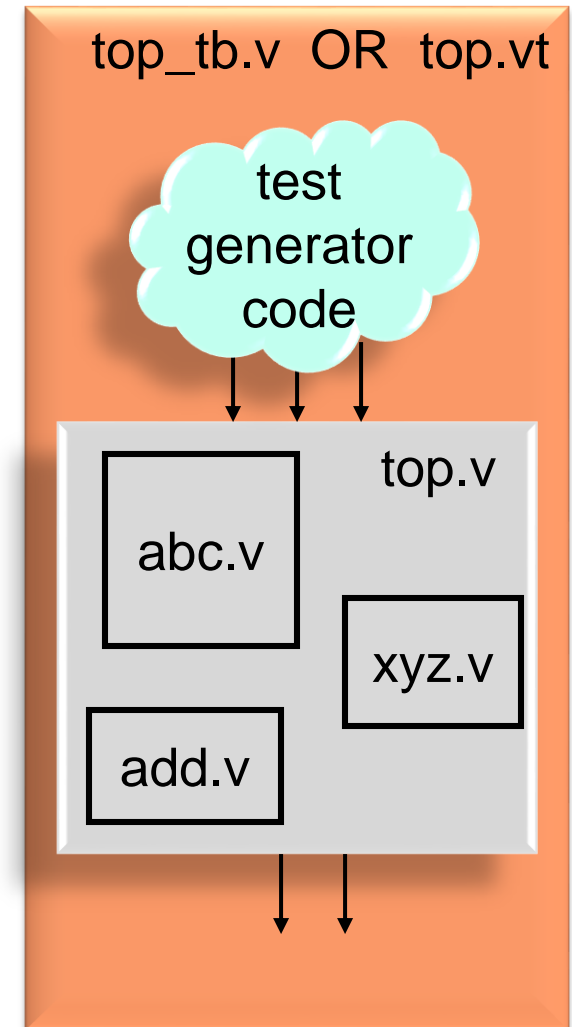 top_tb.v OR top.vt
test
generator
code
top.v
abc.v
xyz.v
add.v